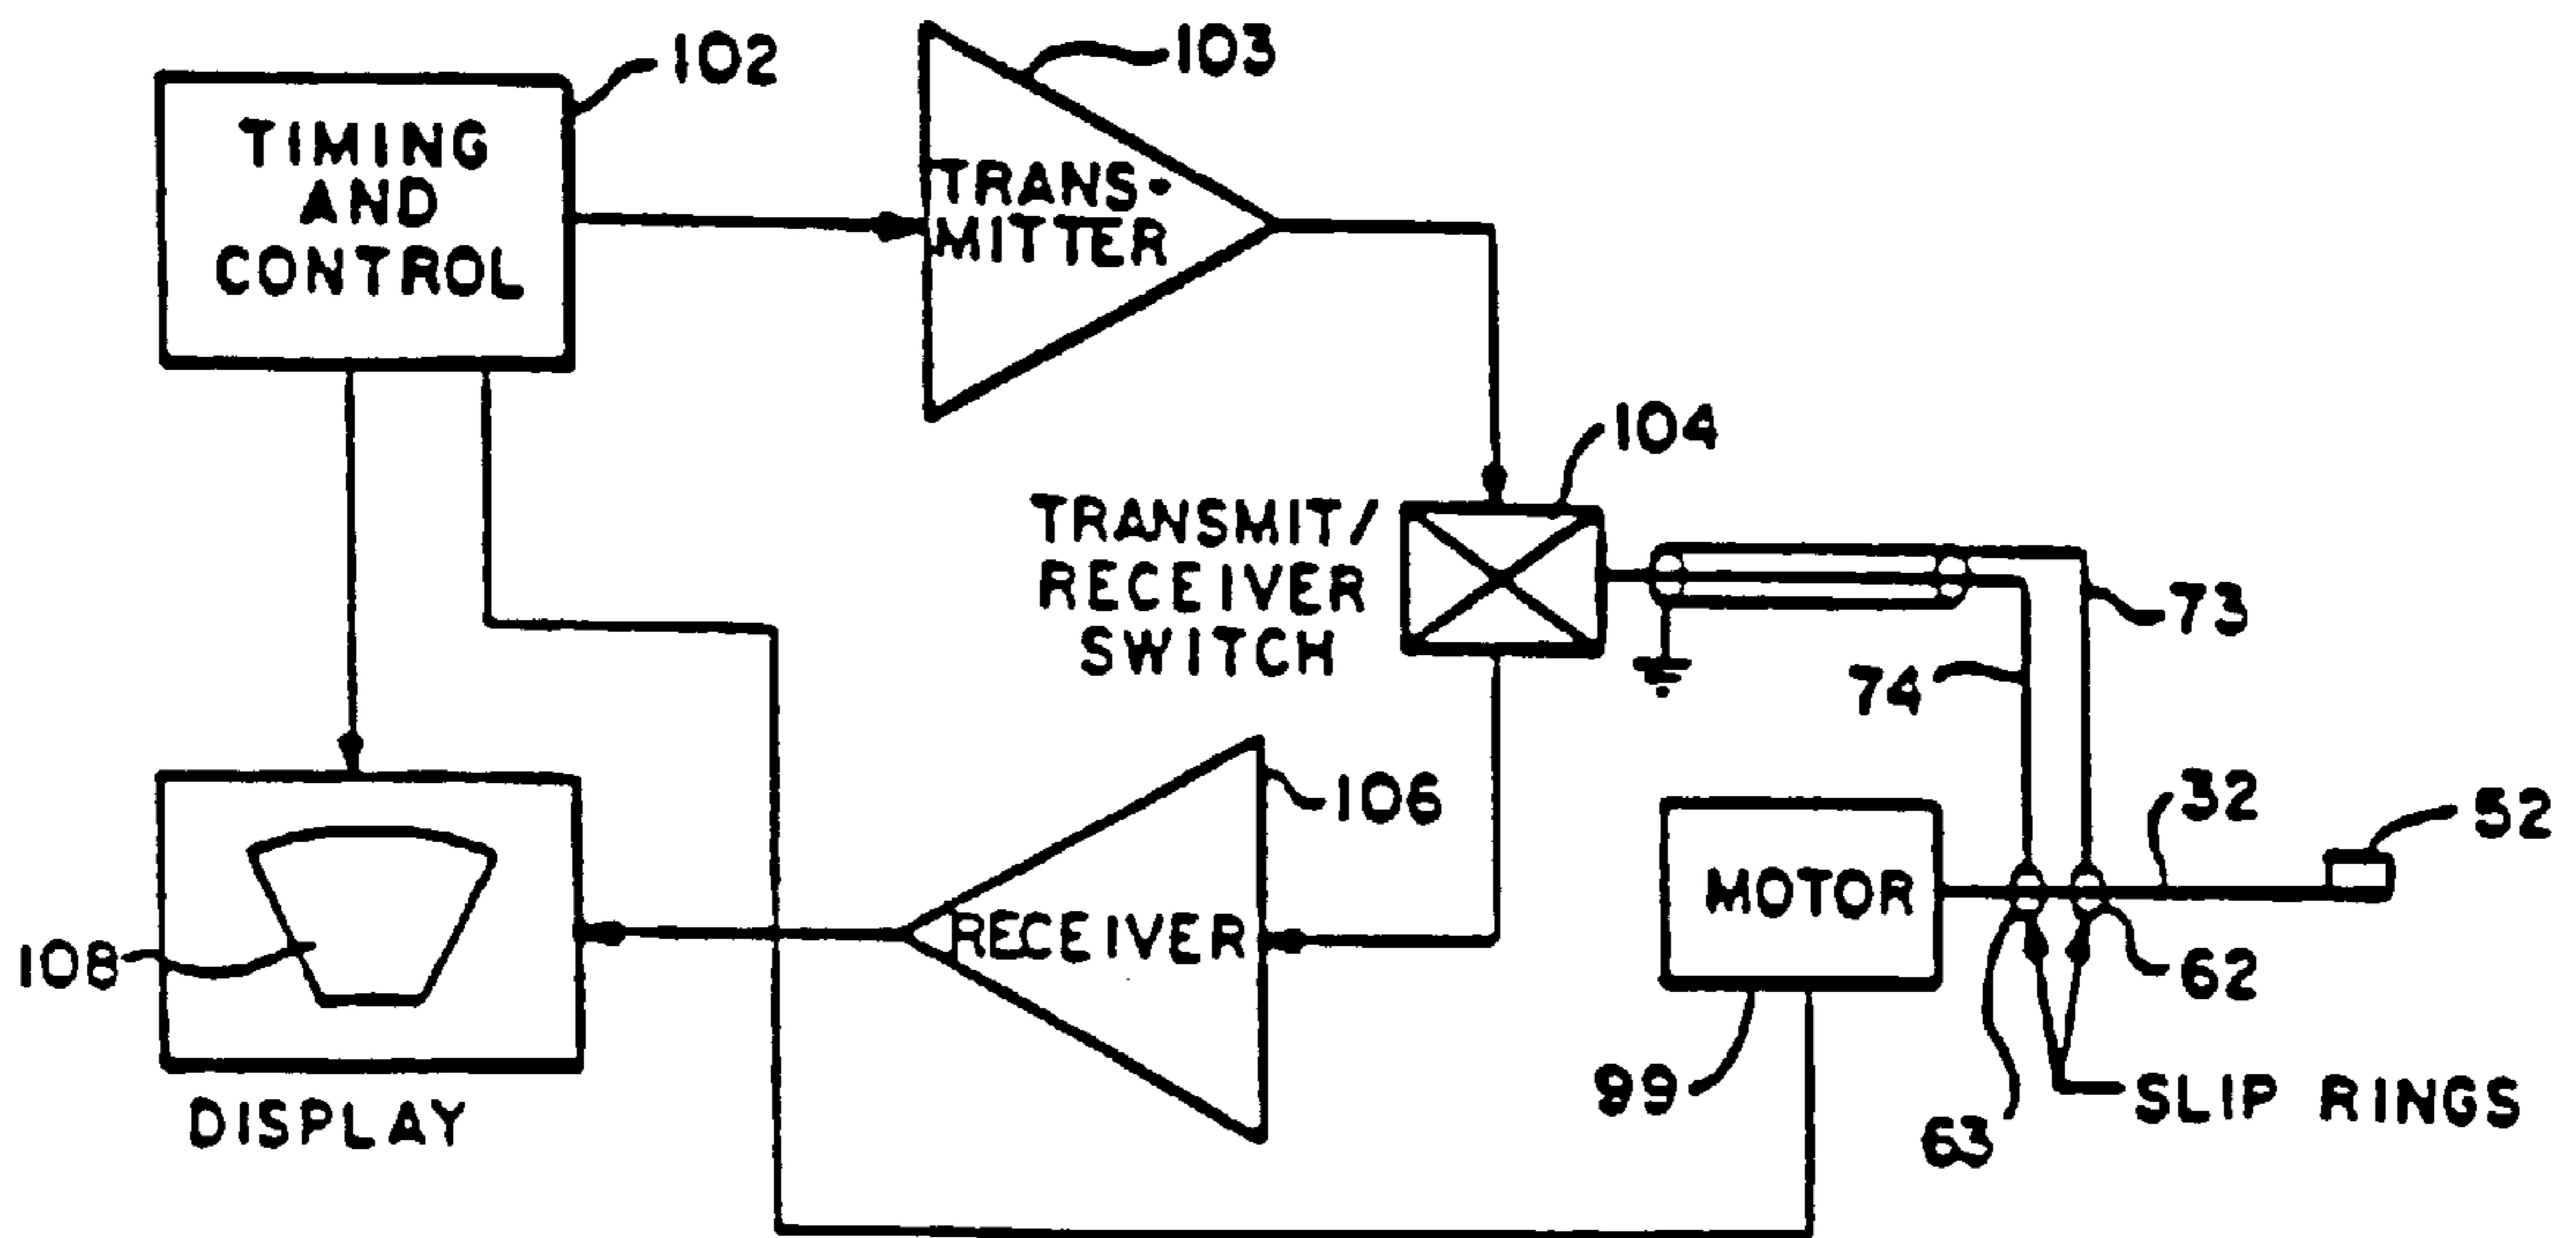 102
103
TIMING
AND
CONTROL
TRANS-
MITTER
104
TRANSMIT/
RECEIVER
SWITCH
73
74
106
32
52
MOTOR
RECEIVER
108
62
99
63
SLIP RINGS
DISPLAY